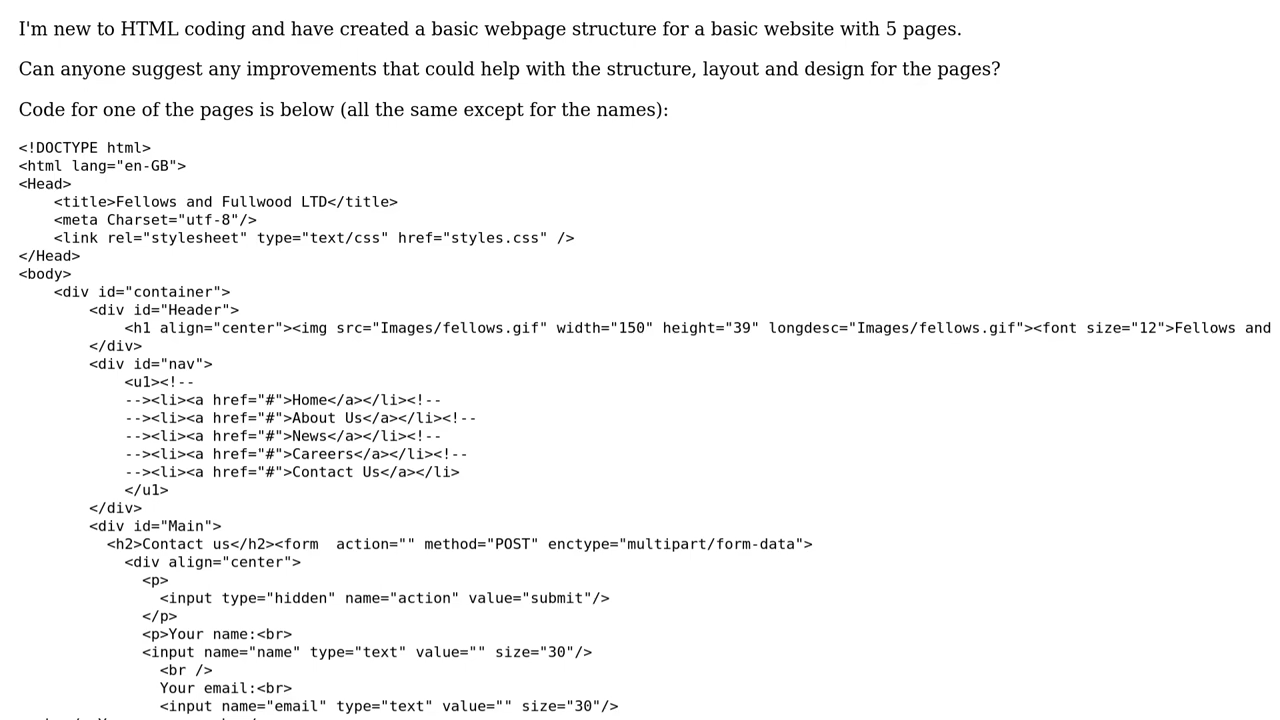 I'm new to HTML coding and have created a basic webpage structure for a basic website with 5 pages.
Can anyone suggest any improvements that could help with the structure, layout and design for the pages?
Code for one of the pages is below (all the same except for the names):
<!DOCTYPE html>
<html lang="en-GB">
<Head>
    <title>Fellows and Fullwood LTD</title>
    <meta Charset="utf-8"/>
    <link rel="stylesheet" type="text/css" href="styles.css" />
</Head>
<body>
    <div id="container">
        <div id="Header">
            <h1 align="center"><img src="Images/fellows.gif" width="150" height="39" longdesc="Images/fellows.gif"><font size="12">Fellows and
        </div>
        <div id="nav">
            <u1><!--
            --><li><a href="#">Home</a></li><!--
            --><li><a href="#">About Us</a></li><!--
            --><li><a href="#">News</a></li><!--
            --><li><a href="#">Careers</a></li><!--
            --><li><a href="#">Contact Us</a></li>
            </u1>
        </div>
        <div id="Main">
          <h2>Contact us</h2><form  action="" method="POST" enctype="multipart/form-data">
            <div align="center">
              <p>
                <input type="hidden" name="action" value="submit"/>
              </p>
              <p>Your name:<br>
              <input name="name" type="text" value="" size="30"/>
                <br />
                Your email:<br>
                <input name="email" type="text" value="" size="30"/>